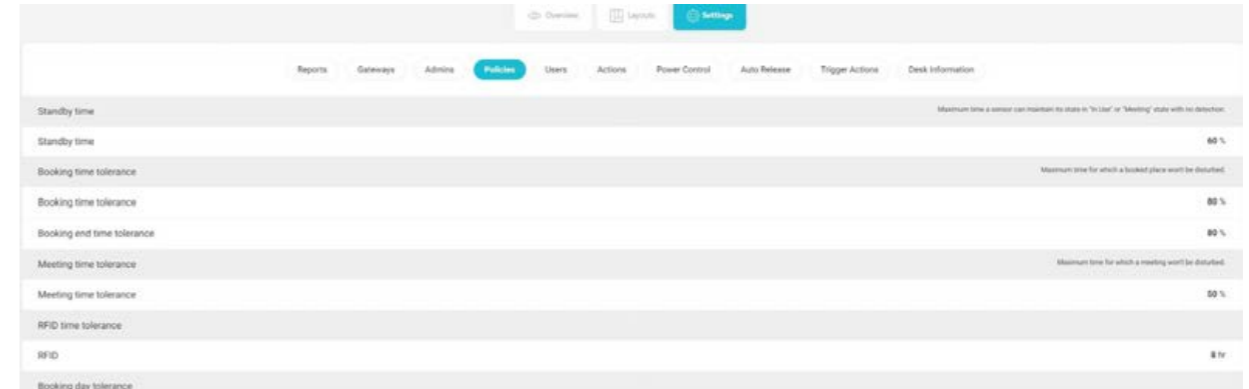 Overview Layouts Settings
Reports Gateways Admins Policies Users Actions Power Control Auto Release Trigger Actions Desk Information
Standby time Maximum time a sensor can maintain its state in "In Use" or "Meeting" state with no detection.
Standby time 60 %
Booking time tolerance Maximum time for which a booked place won't be disturbed.
Booking time tolerance 80 %
Booking end time tolerance 80 %
Meeting time tolerance Maximum time for which a meeting won't be disturbed.
Meeting time tolerance 50 %
RFID time tolerance
RFID 8 hr
Booking day tolerance